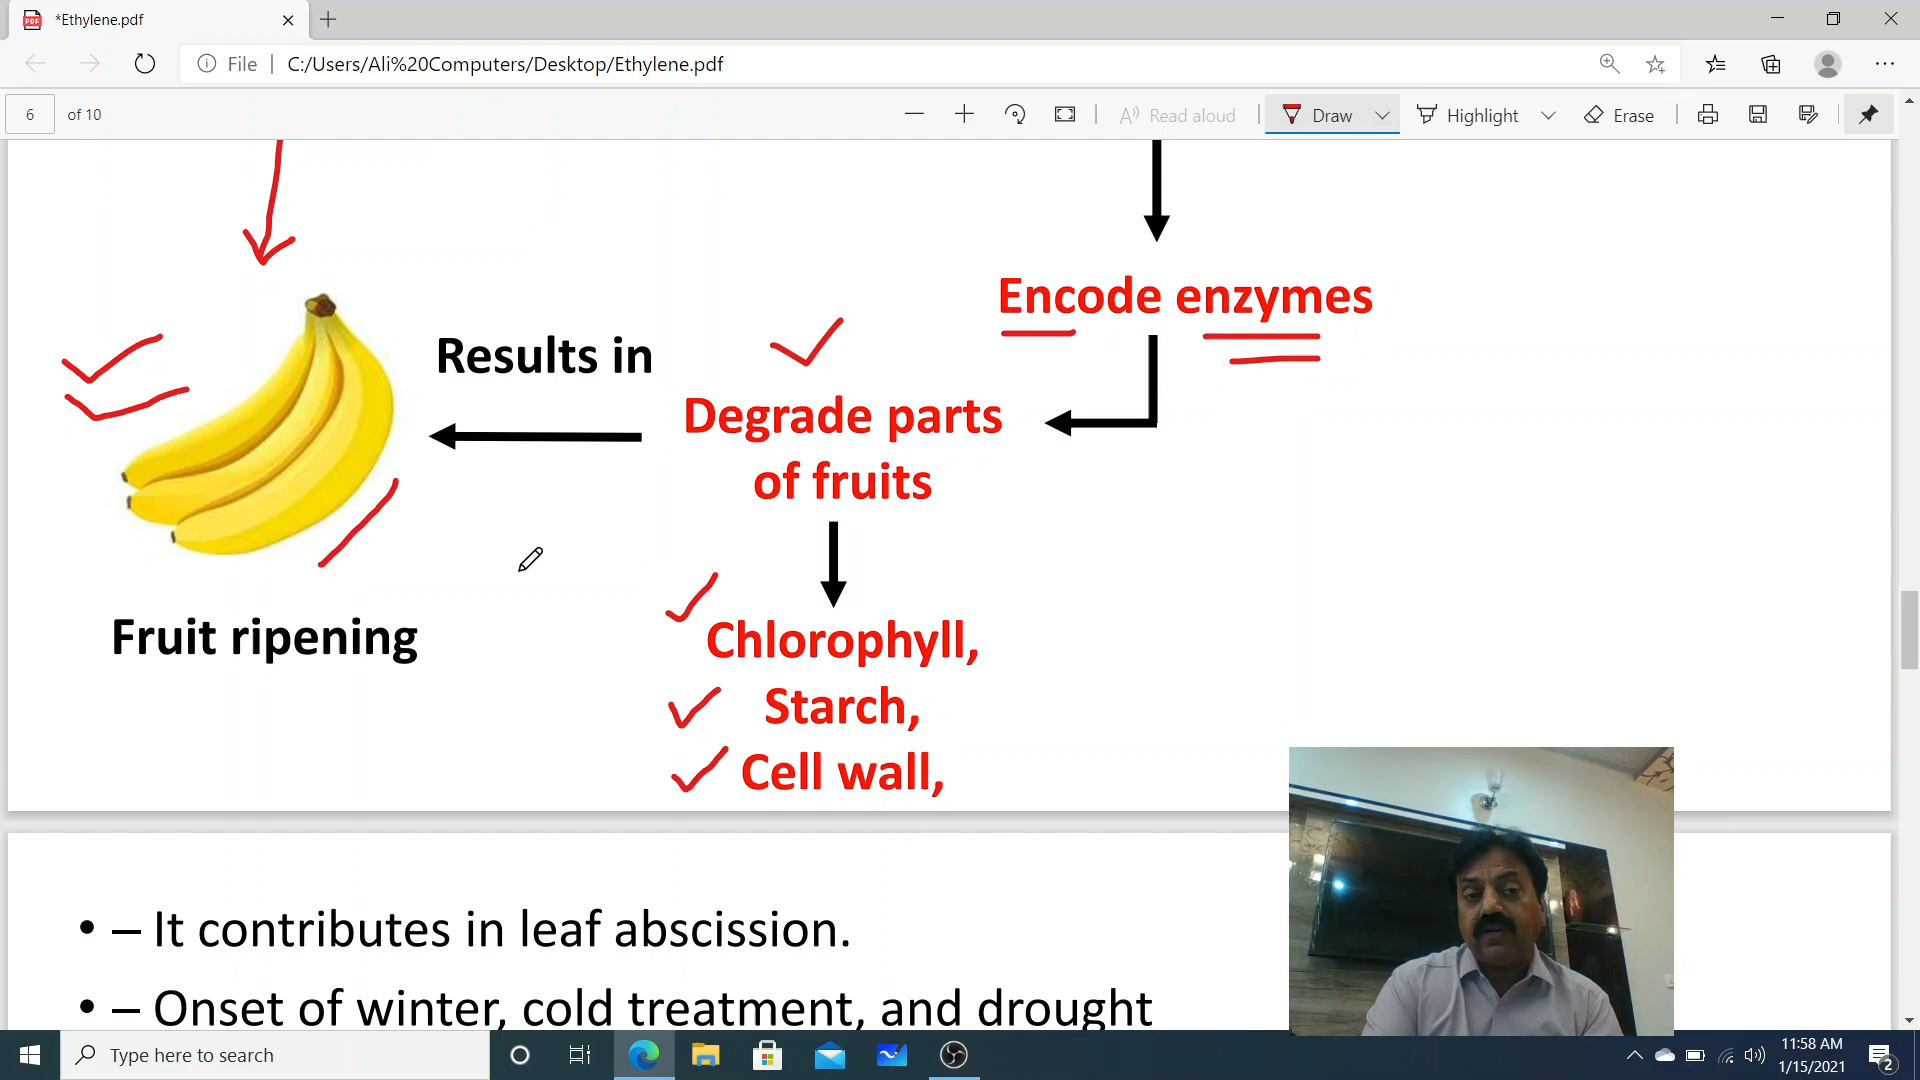 *Ethylene.pdf
File
C:/Users/Ali%20Computers/Desktop/Ethylene.pdf
6 of 10
Read aloud
Draw
Highlight
Erase
Encode enzymes
Results in
Degrade parts
of fruits
Fruit ripening
Chlorophyll,
Starch,
Cell wall,
• – It contributes in leaf abscission.
• – Onset of winter, cold treatment, and drought
Type here to search
11:58 AM
1/15/2021
2